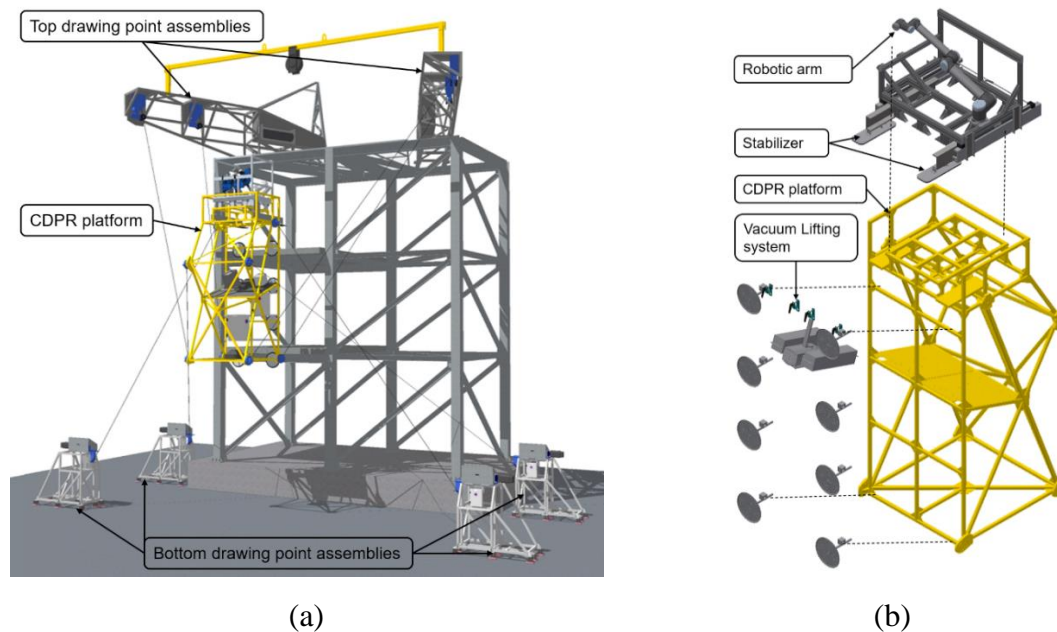 Top drawing point assemblies
CDPR platform
Bottom drawing point assemblies
(a)
Robotic arm
Stabilizer
CDPR platform
Vacuum Lifting
system
(b)